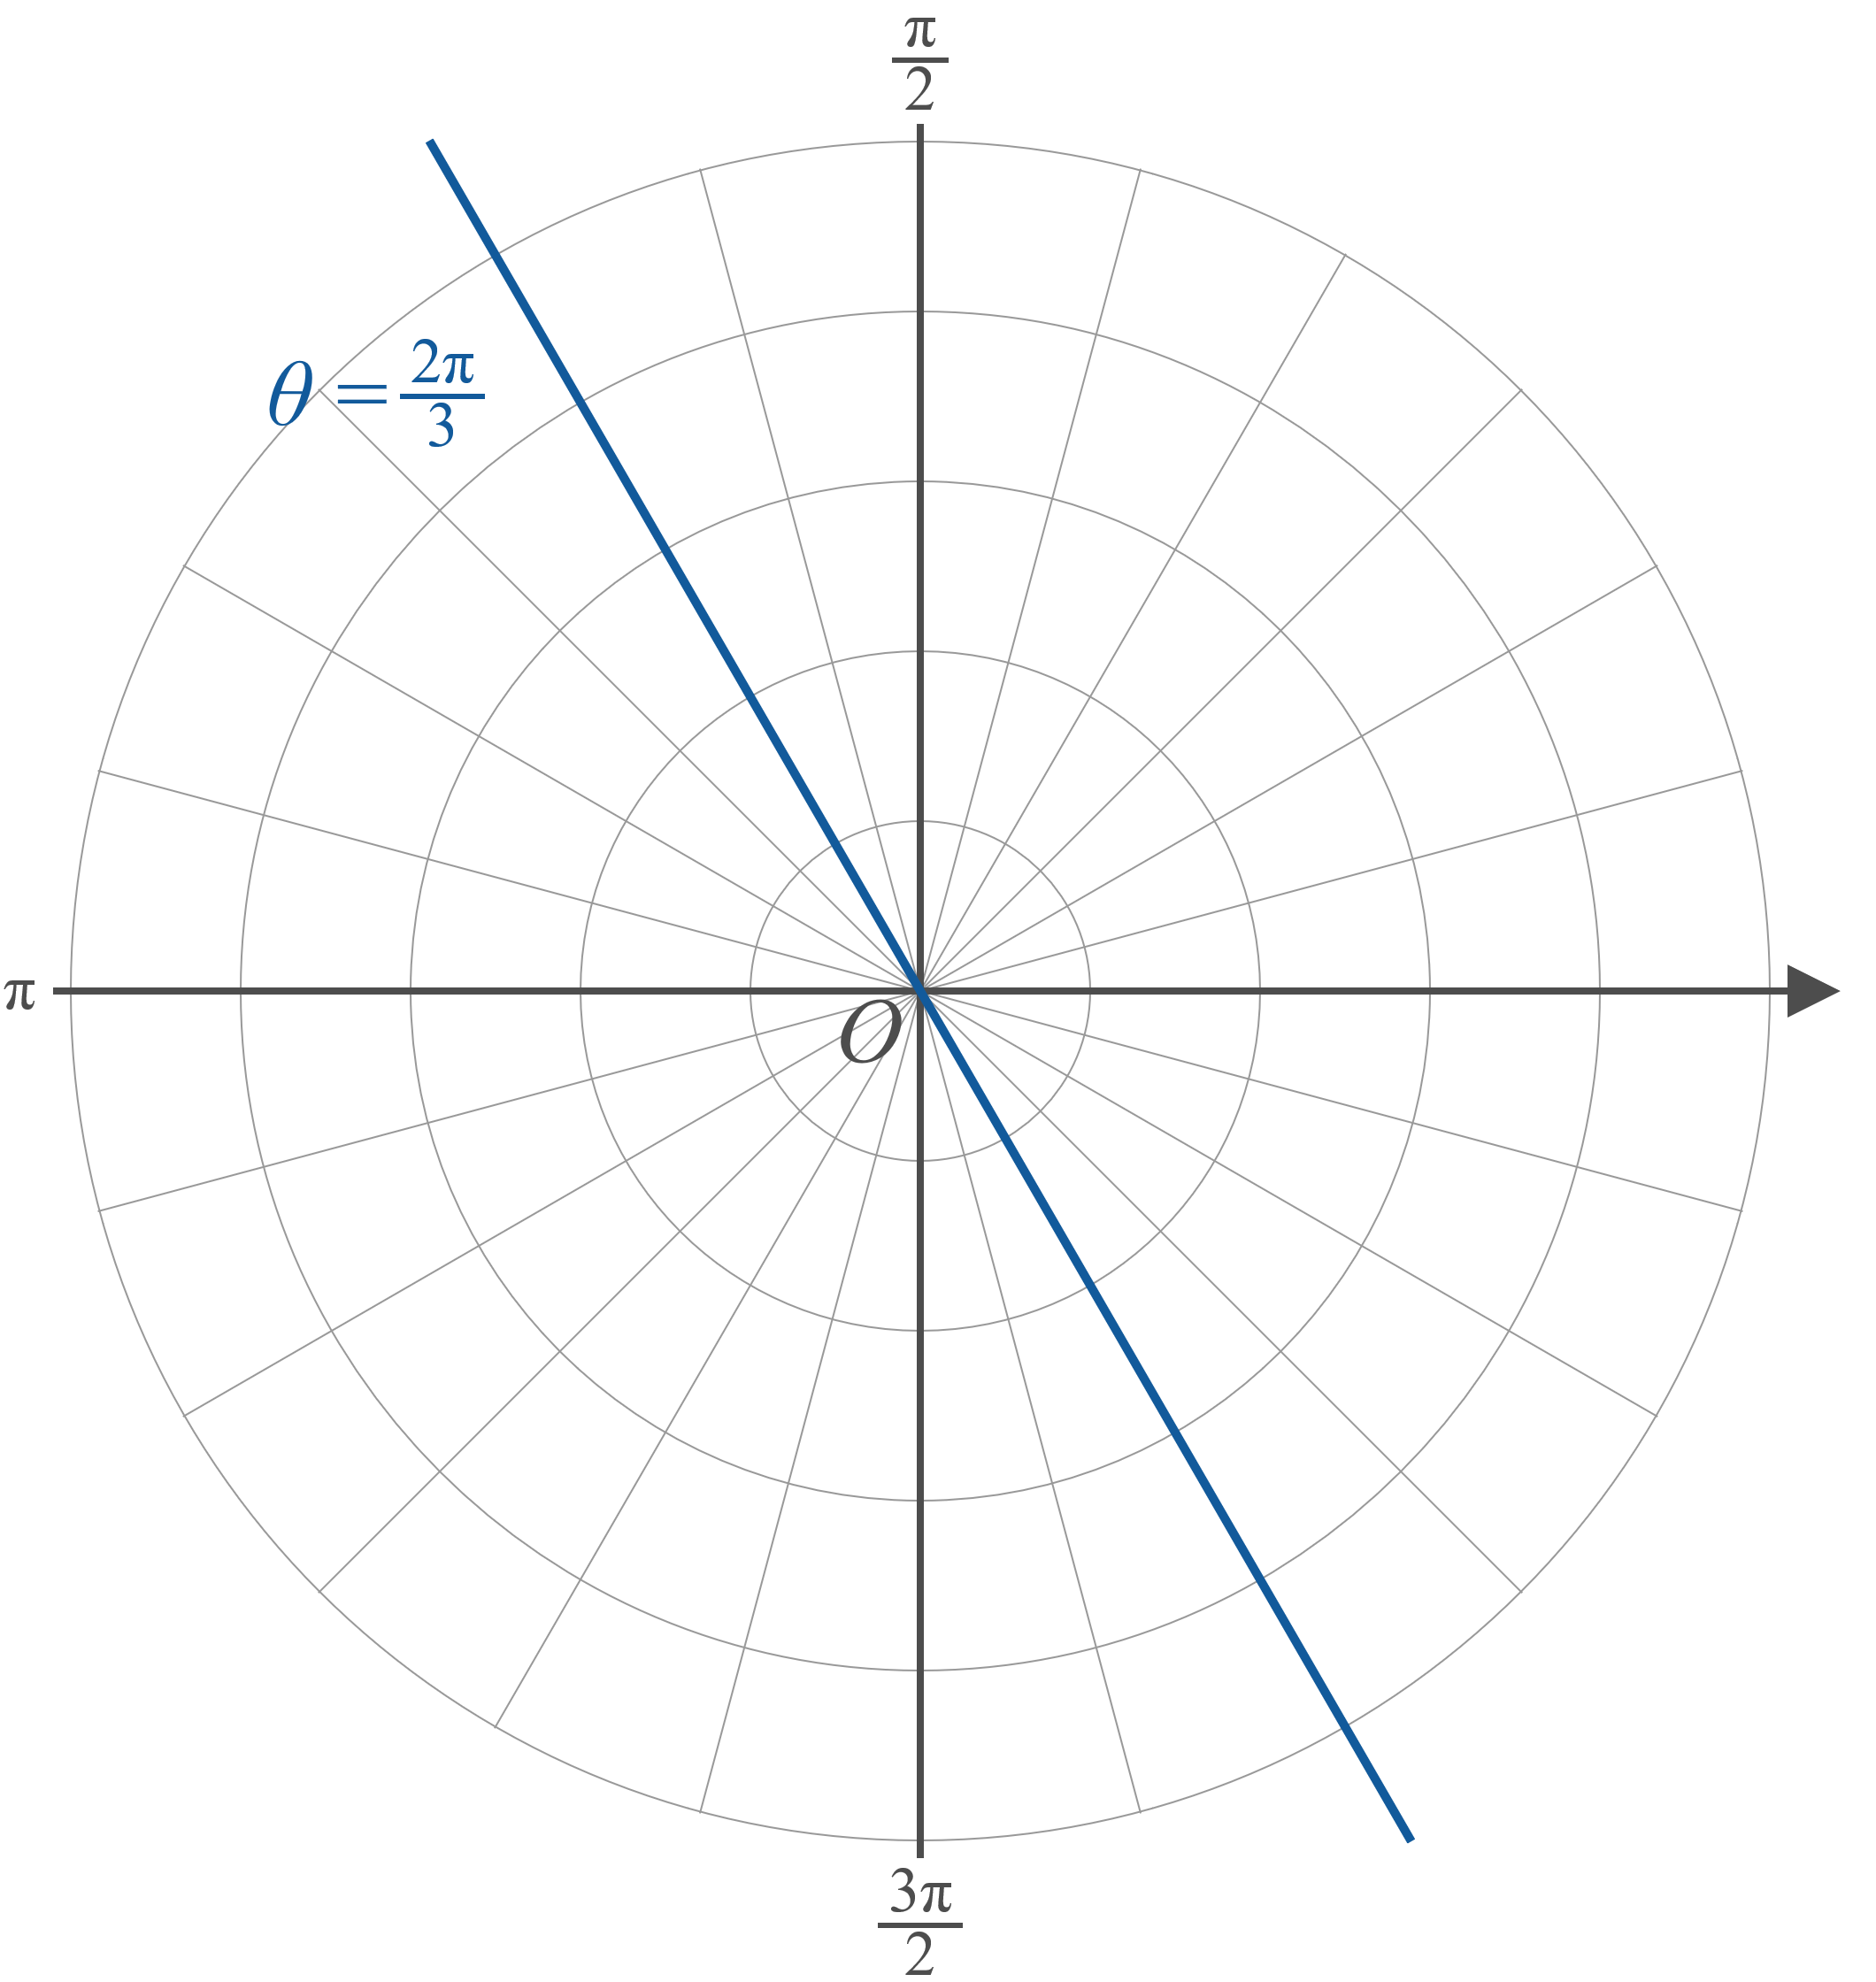 π/2
θ = 2π/3
π
O
3π/2